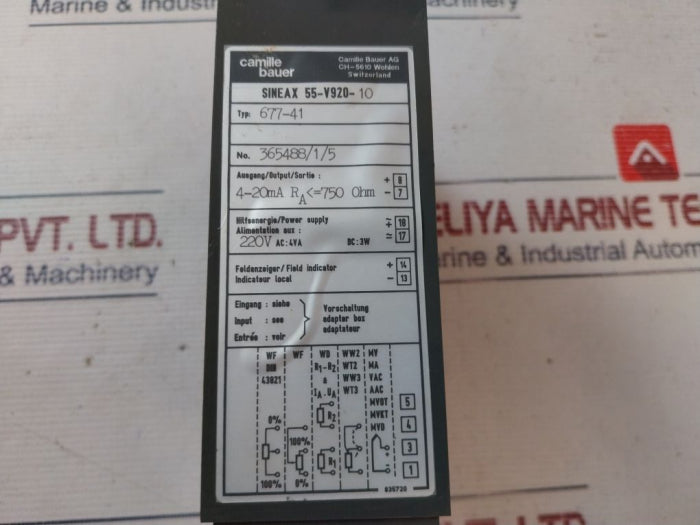 Marine & Indust
camille
bauer
Camille Bauer AG
CH-5610 Wohlen
Switzerland
SINEAX 55-V920-10
Typ: 677-41
No. 365488/1/5
Ausgang/Output/Sortie :
4-20mA RA<=750 Ohm
+ 8
- 7
Hilfsenergie/Power supply
Alimentation aux :
220V AC:4VA DC:3W
18
17
Feldanzeiger/Field indicator
Indicateur local
+ 14
- 13
Eingang : siehe
Input : see
Entrée : voir
Vorschaltung
adapter box
adaptateur
WF
DIN
43821
WF
WD
R1-R2
IA.UA
WW2
WT2
WW3
WT3
MV
MA
VAC
AAC
MVDT
MVKT
MVD
5
4
3
1
0%
100%
100%
0%
R2
R1
835726
PVT. LTD.
& Machinery
ELIYA MARINE TE
rine & Industrial Autom